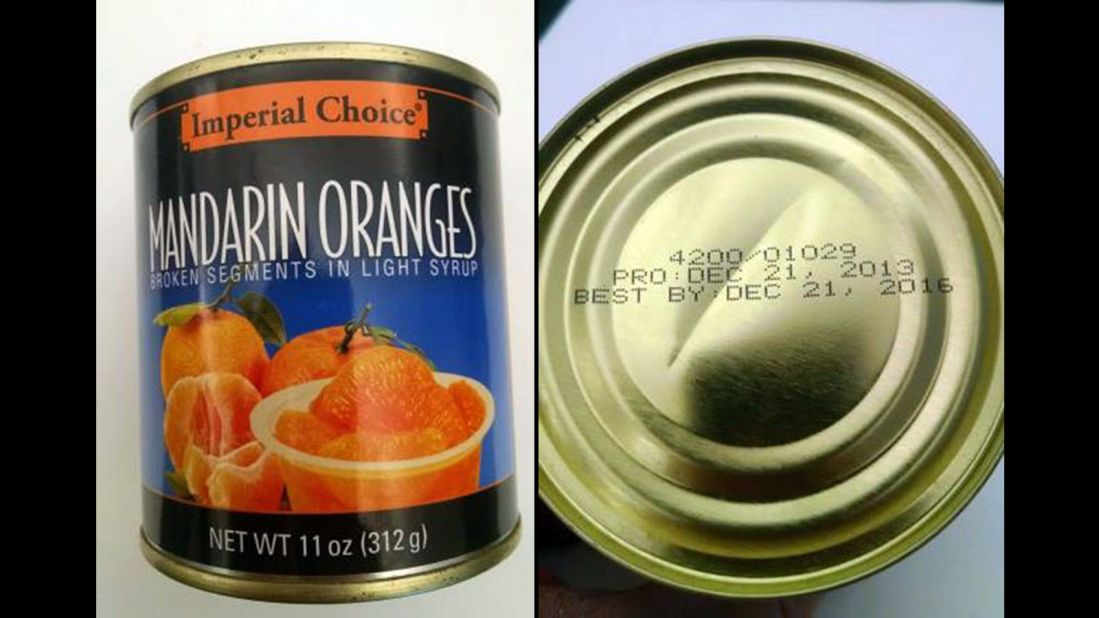 Imperial Choice®
MANDARIN ORANGES
BROKEN SEGMENTS IN LIGHT SYRUP
NET WT 11 oz (312 g)
4200/01029
PRO:DEC 21, 2013
BEST BY:DEC 21, 2016